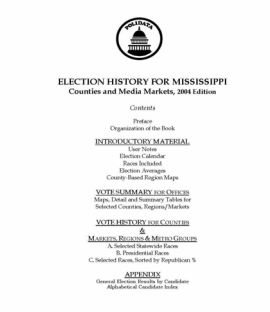 POLIDATA
ELECTION HISTORY FOR MISSISSIPPI
Counties and Media Markets, 2004 Edition
Contents
Preface
Organization of the Book
INTRODUCTORY MATERIAL
User Notes
Election Calendar
Races Included
Election Averages
County-Based Region Maps
VOTE SUMMARY FOR OFFICES
Maps, Detail and Summary Tables for
Selected Counties, Regions/Markets
VOTE HISTORY FOR COUNTIES
&
MARKETS, REGIONS & METRO GROUPS
A. Selected Statewide Races
B. Presidential Races
C. Selected Races, Sorted by Republican %
APPENDIX
General Election Results by Candidate
Alphabetical Candidate Index